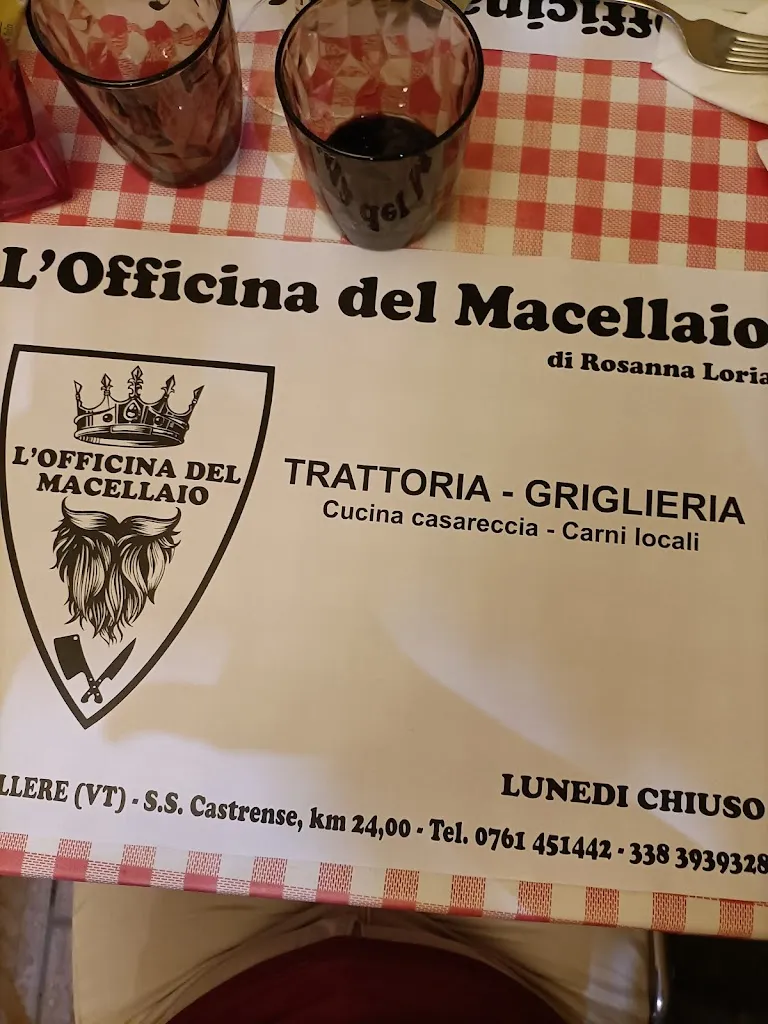 fficina
L'Officina del Macellaio
di Rosanna Loria
L'OFFICINA DEL
MACELLAIO
TRATTORIA - GRIGLIERIA
Cucina casareccia - Carni locali
LUNEDI CHIUSO
LLERE (VT) - S.S. Castrense, km 24,00 - Tel. 0761 451442 - 338 3939328